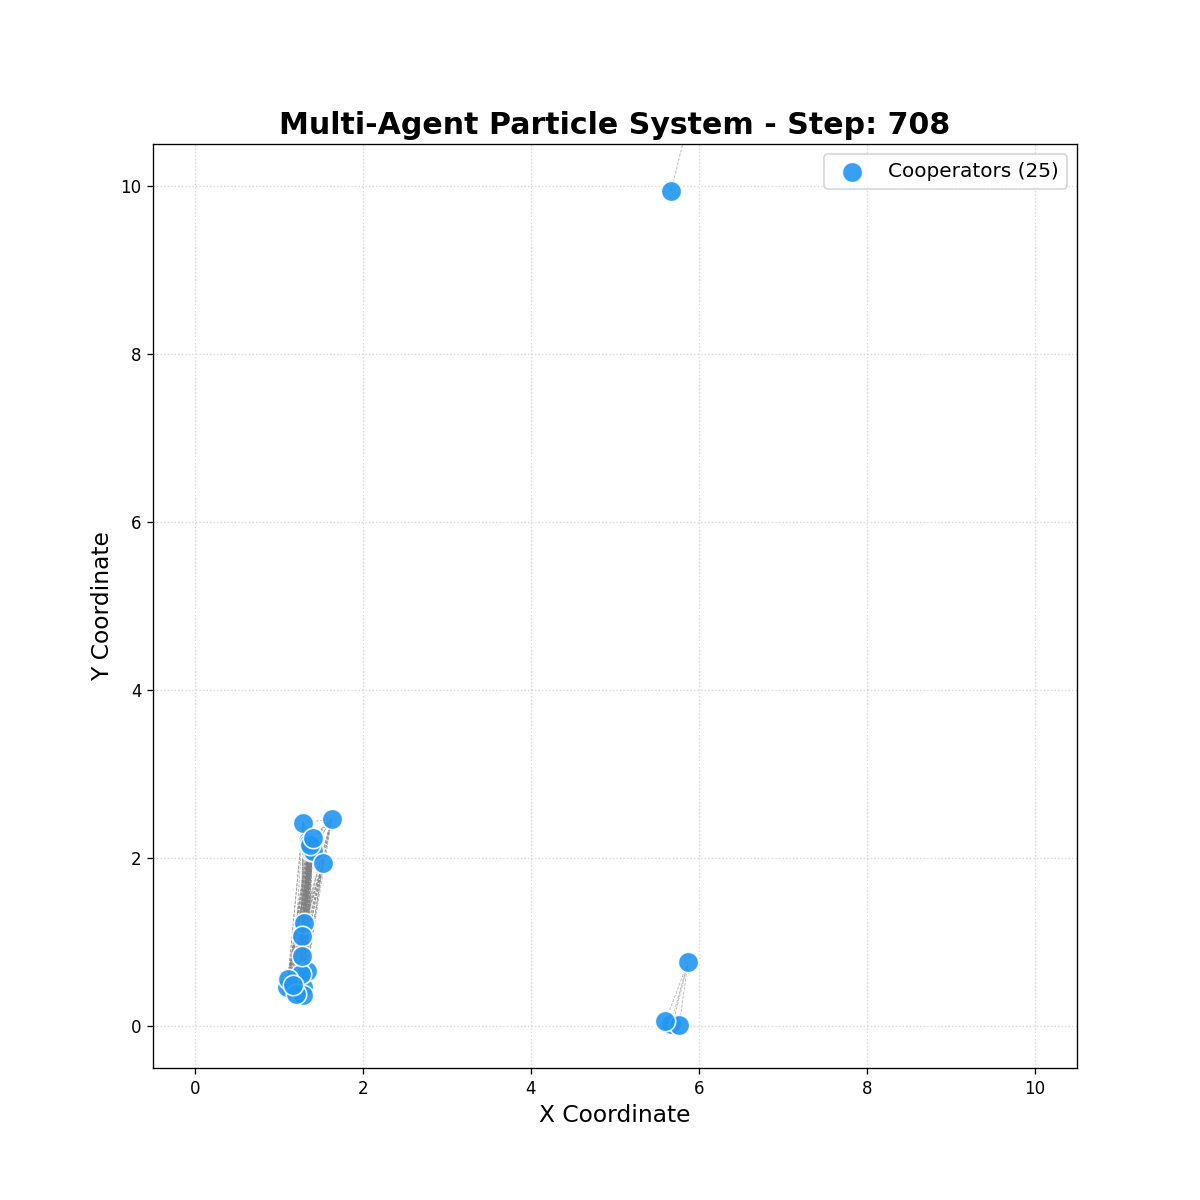 Multi-Agent Particle System - Step: 708
Cooperators (25)
10
8
6
4
2
0
Y Coordinate
0 2 4 6 8 10
X Coordinate